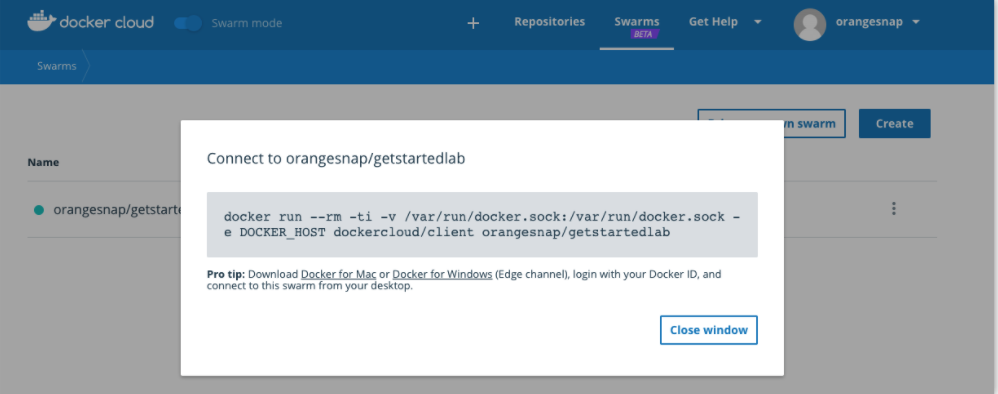 docker cloud Swarm mode + Repositories Swarms Get Help orangesnap
BETA
Swarms
wn swarm Create
Name
Connect to orangesnap/getstartedlab
orangesnap/getstarte
docker run --rm -ti -v /var/run/docker.sock:/var/run/docker.sock -
e DOCKER_HOST dockercloud/client orangesnap/getstartedlab
Pro tip: Download Docker for Mac or Docker for Windows (Edge channel), login with your Docker ID, and
connect to this swarm from your desktop.
Close window